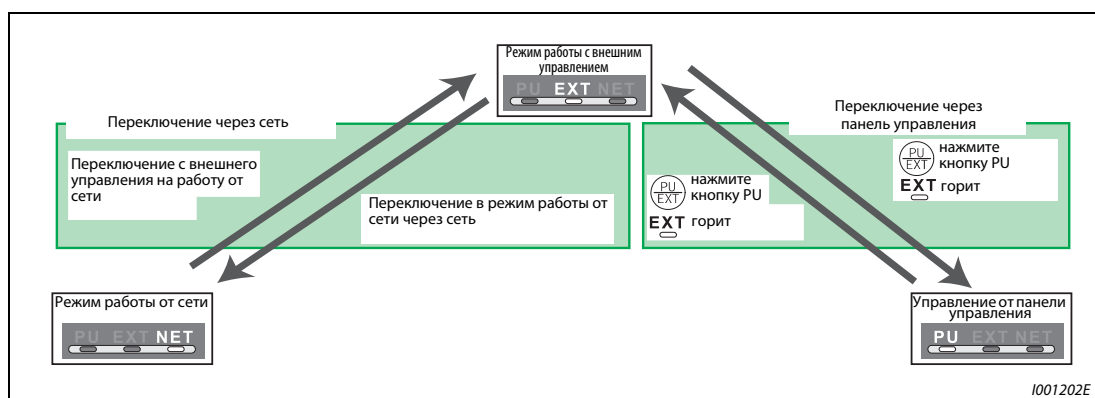 Режим работы с внешним
управлением
PU EXT NET
Переключение через сеть
Переключение с внешнего
управления на работу от
сети
Переключение в режим работы от
сети через сеть
Переключение через
панель управления
PU
EXT
нажмите
кнопку PU
EXT горит
PU
EXT
нажмите
кнопку PU
EXT горит
Режим работы от сети
PU EXT NET
Управление от панели
управления
PU EXT NET
I001202E